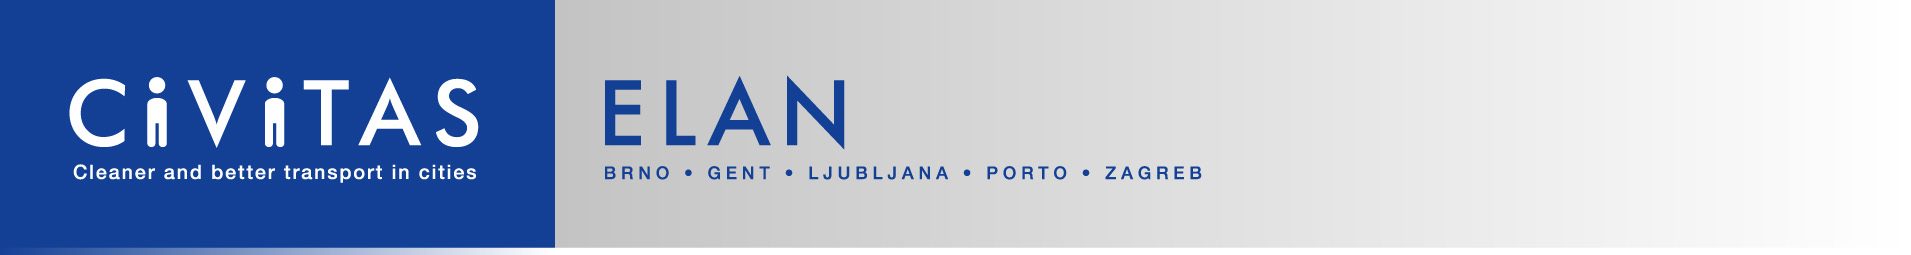 CiViTAS
Cleaner and better transport in cities
ELAN
BRNO • GENT • LJUBLJANA • PORTO • ZAGREB